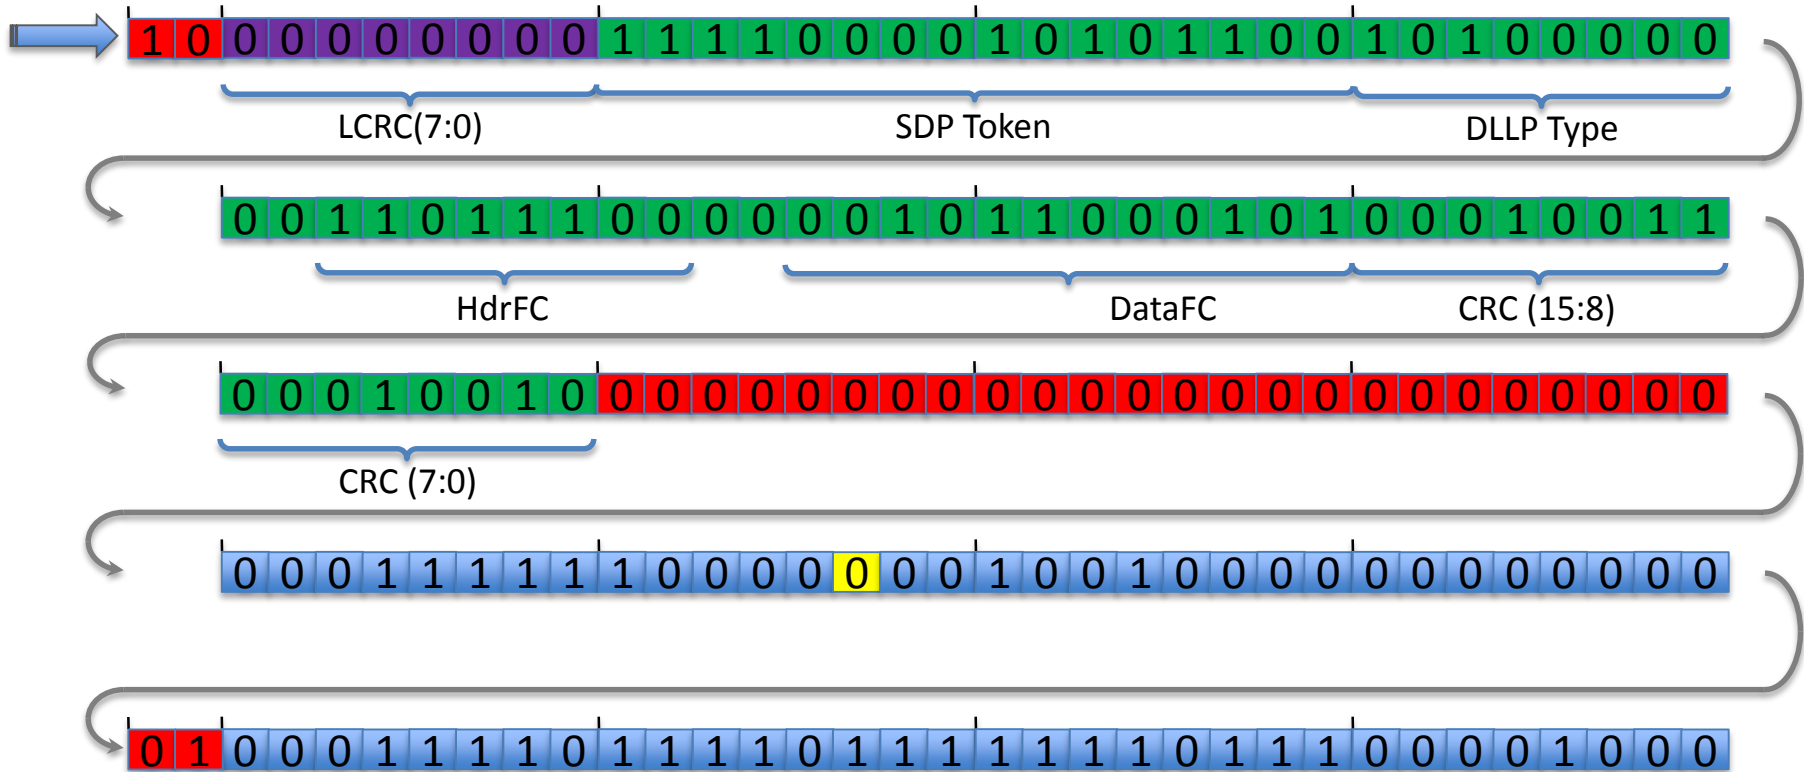 1 0 0 0 0 0 0 0 0 0 1 1 1 1 0 0 0 0 1 0 1 0 1 1 0 0 1 0 1 0 0 0 0 0
LCRC(7:0) SDP Token DLLP Type
0 0 1 1 0 1 1 1 0 0 0 0 0 0 1 0 1 1 0 0 0 1 0 1 0 0 0 1 0 0 1 1
HdrFC DataFC CRC (15:8)
0 0 0 1 0 0 1 0 0 0 0 0 0 0 0 0 0 0 0 0 0 0 0 0 0 0 0 0 0 0 0 0
CRC (7:0)
0 0 0 1 1 1 1 1 1 0 0 0 0 0 0 0 1 0 0 1 0 0 0 0 0 0 0 0 0 0 0 0
0 1 0 0 0 1 1 1 1 0 1 1 1 1 0 1 1 1 1 1 1 1 0 1 1 1 0 0 0 0 1 0 0 0